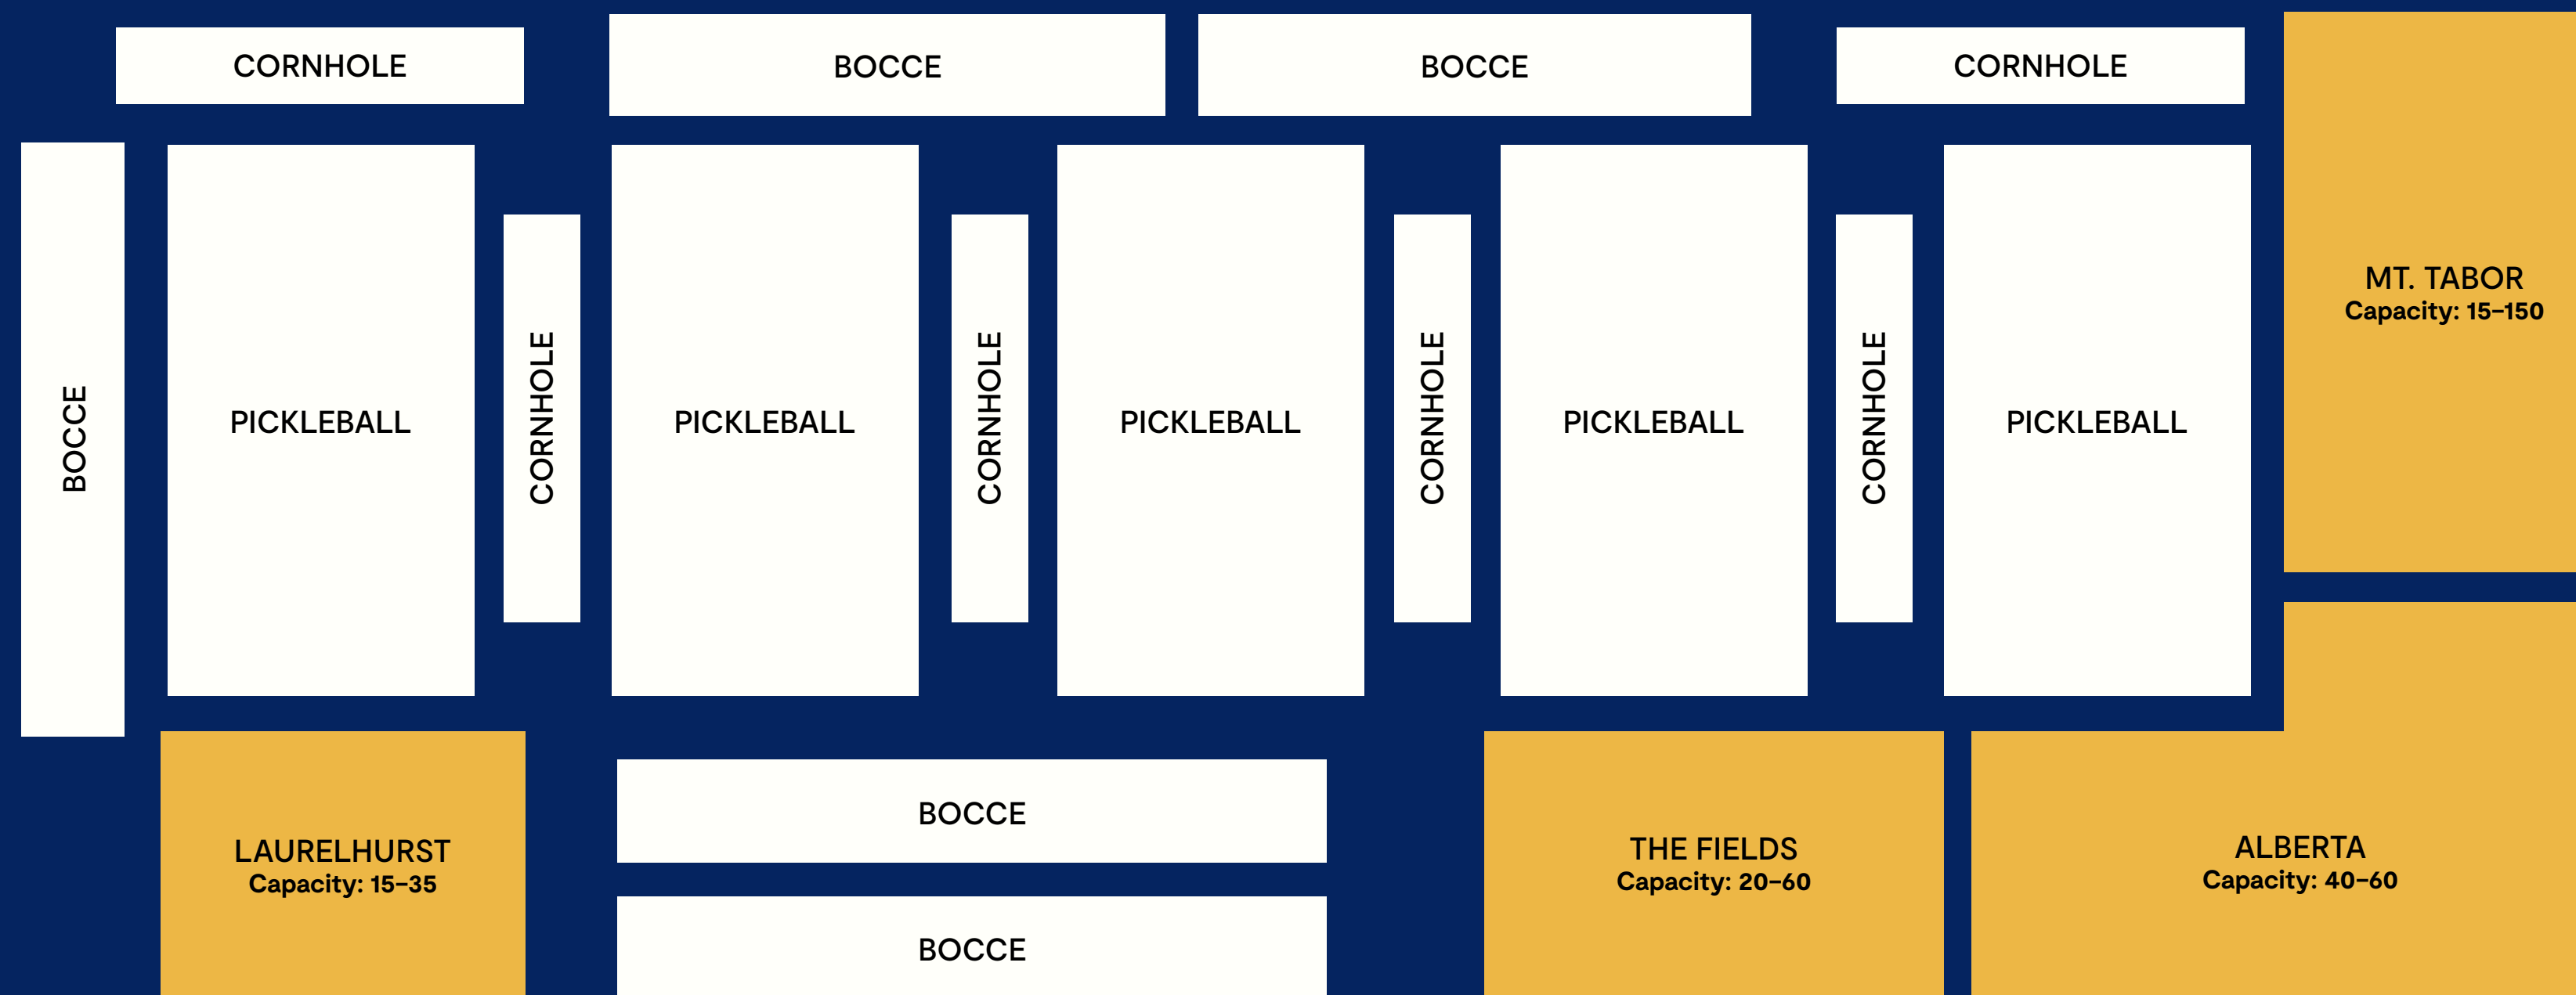 CORNHOLE
BOCCE
BOCCE
CORNHOLE
BOCCE
PICKLEBALL
CORNHOLE
PICKLEBALL
CORNHOLE
PICKLEBALL
CORNHOLE
PICKLEBALL
CORNHOLE
PICKLEBALL
MT. TABOR
Capacity: 15–150
LAURELHURST
Capacity: 15–35
BOCCE
BOCCE
THE FIELDS
Capacity: 20–60
ALBERTA
Capacity: 40–60